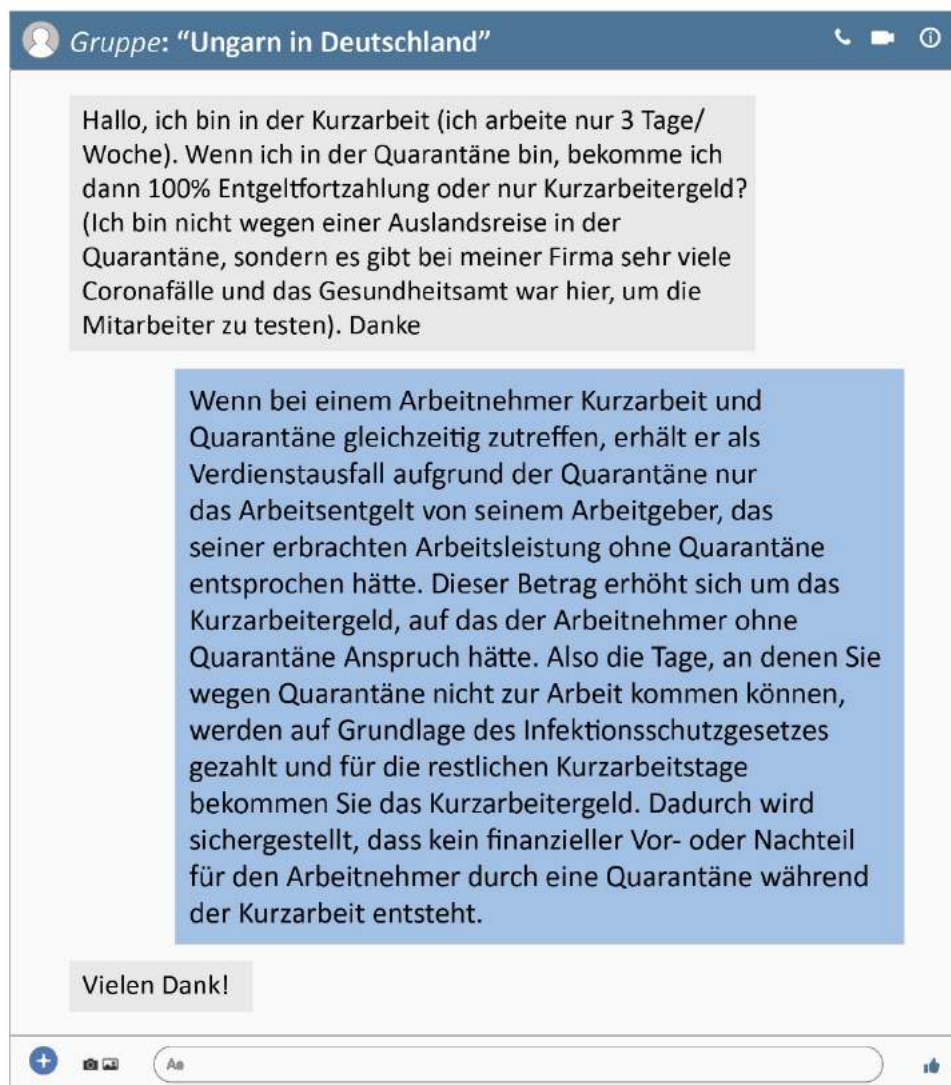 Gruppe: “Ungarn in Deutschland”
Hallo, ich bin in der Kurzarbeit (ich arbeite nur 3 Tage/
Woche). Wenn ich in der Quarantäne bin, bekomme ich
dann 100% Entgeltfortzahlung oder nur Kurzarbeitergeld?
(Ich bin nicht wegen einer Auslandsreise in der
Quarantäne, sondern es gibt bei meiner Firma sehr viele
Coronafälle und das Gesundheitsamt war hier, um die
Mitarbeiter zu testen). Danke
Wenn bei einem Arbeitnehmer Kurzarbeit und
Quarantäne gleichzeitig zutreffen, erhält er als
Verdienstausfall aufgrund der Quarantäne nur
das Arbeitsentgelt von seinem Arbeitgeber, das
seiner erbrachten Arbeitsleistung ohne Quarantäne
entsprochen hätte. Dieser Betrag erhöht sich um das
Kurzarbeitergeld, auf das der Arbeitnehmer ohne
Quarantäne Anspruch hätte. Also die Tage, an denen Sie
wegen Quarantäne nicht zur Arbeit kommen können,
werden auf Grundlage des Infektionsschutzgesetzes
gezahlt und für die restlichen Kurzarbeitstage
bekommen Sie das Kurzarbeitergeld. Dadurch wird
sichergestellt, dass kein finanzieller Vor- oder Nachteil
für den Arbeitnehmer durch eine Quarantäne während
der Kurzarbeit entsteht.
Vielen Dank!
Aa